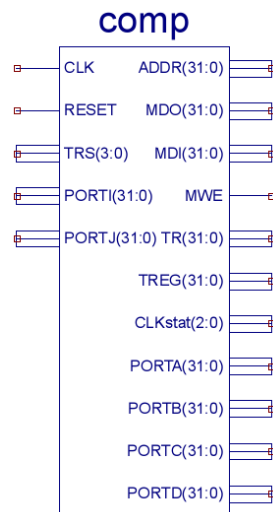 comp
CLK ADDR(31:0)
RESET MDO(31:0)
TRS(3:0) MDI(31:0)
PORTI(31:0) MWE
PORTJ(31:0) TR(31:0)
TREG(31:0)
CLKstat(2:0)
PORTA(31:0)
PORTB(31:0)
PORTC(31:0)
PORTD(31:0)